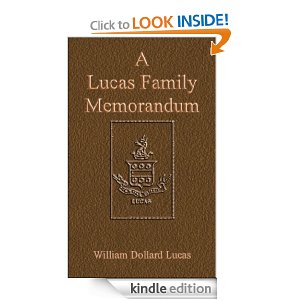 Click to
LOOK INSIDE!
A
Lucas Family
Memorandum
LUCAS
William Dollard Lucas
kindle edition